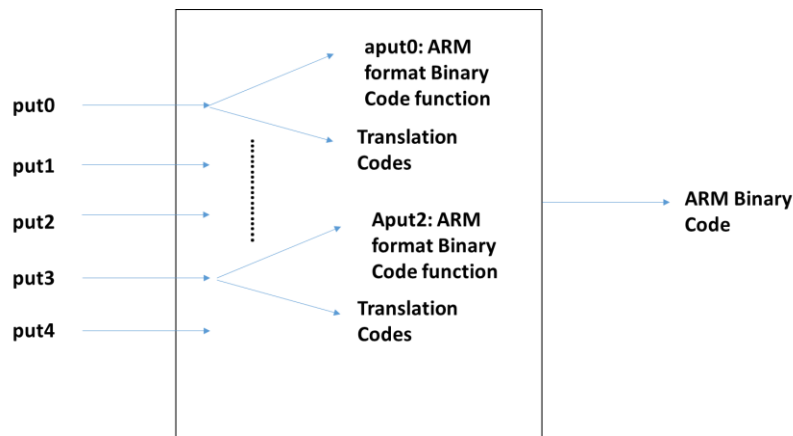 put0
put1
put2
put3
put4
aput0: ARM
format Binary
Code function
Translation
Codes
Aput2: ARM
format Binary
Code function
Translation
Codes
ARM Binary
Code